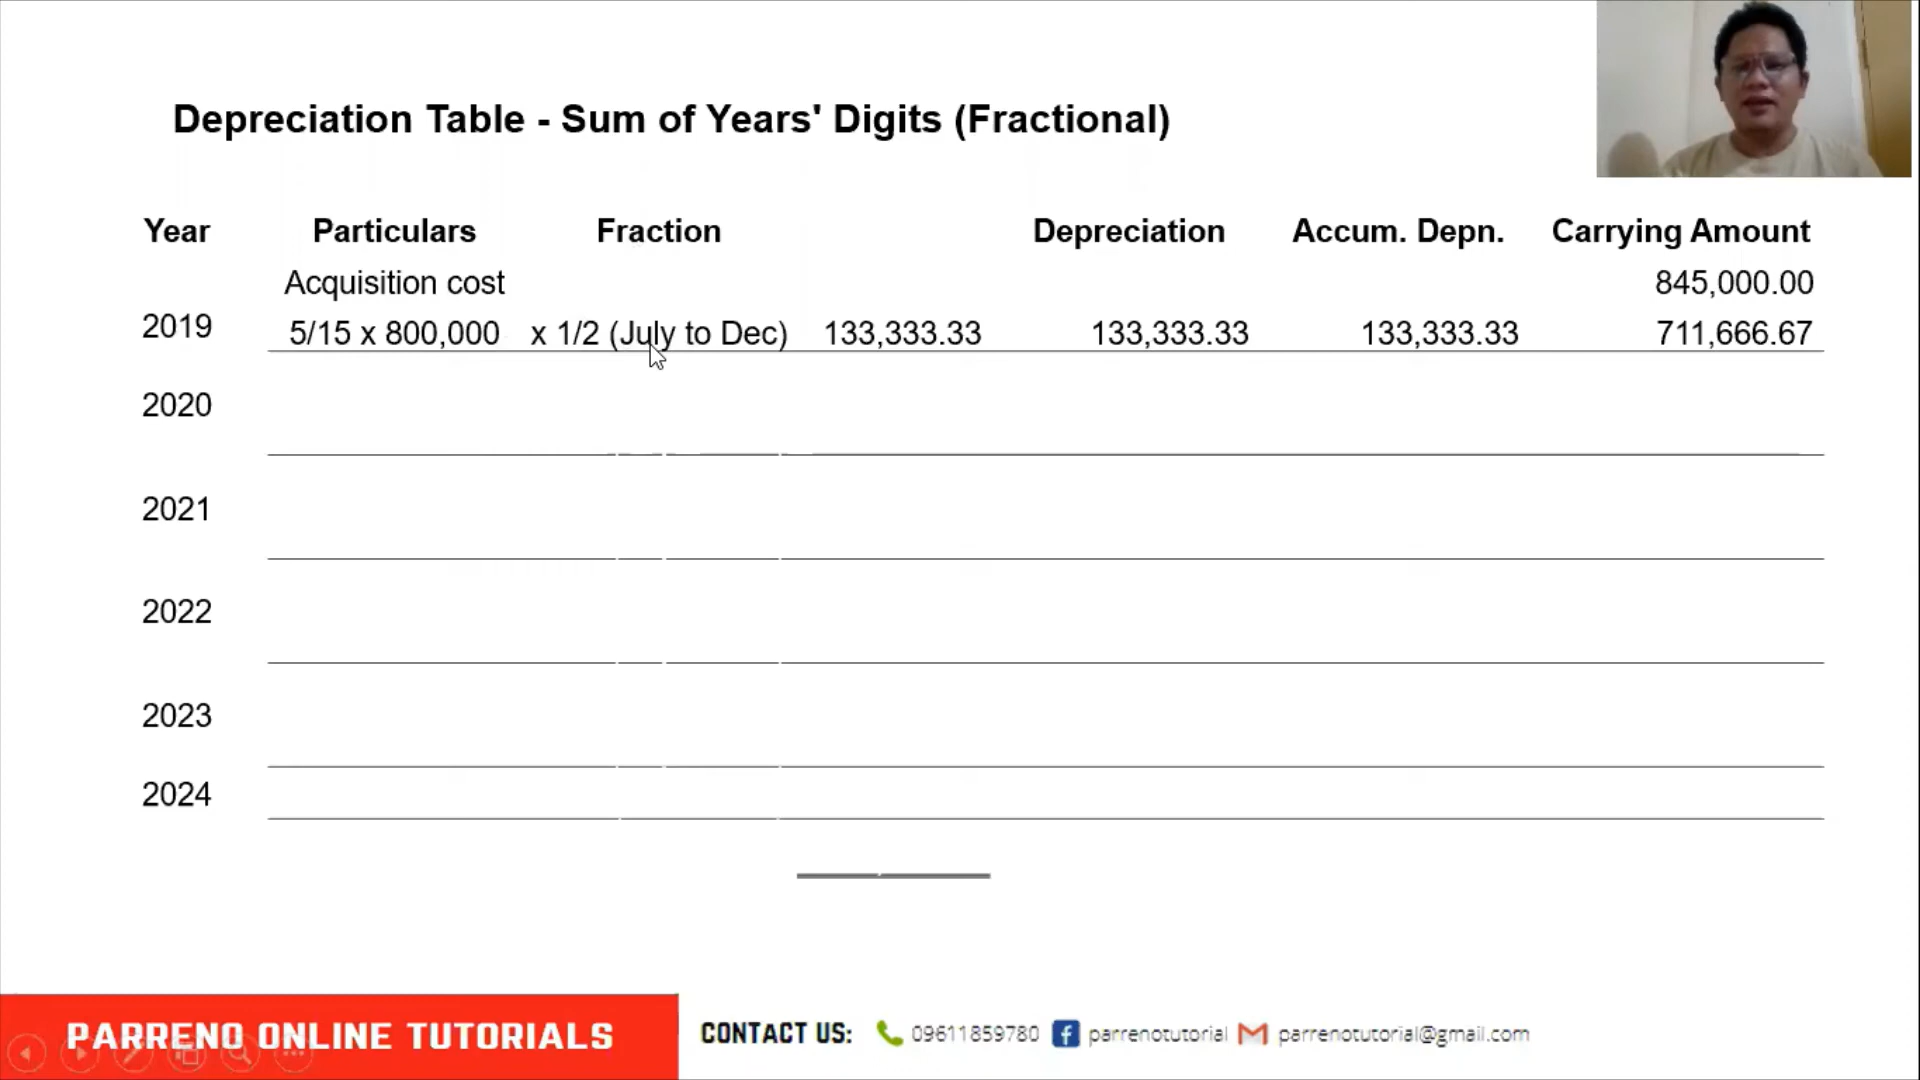 Depreciation Table - Sum of Years' Digits (Fractional)
Year Particulars Fraction Depreciation Accum. Depn. Carrying Amount
Acquisition cost 845,000.00
2019 5/15 x 800,000 x 1/2 (July to Dec) 133,333.33 133,333.33 133,333.33 711,666.67
2020
2021
2022
2023
2024
PARRENO ONLINE TUTORIALS CONTACT US: 09611859780 parrenotutorial parrenotutorial@gmail.com